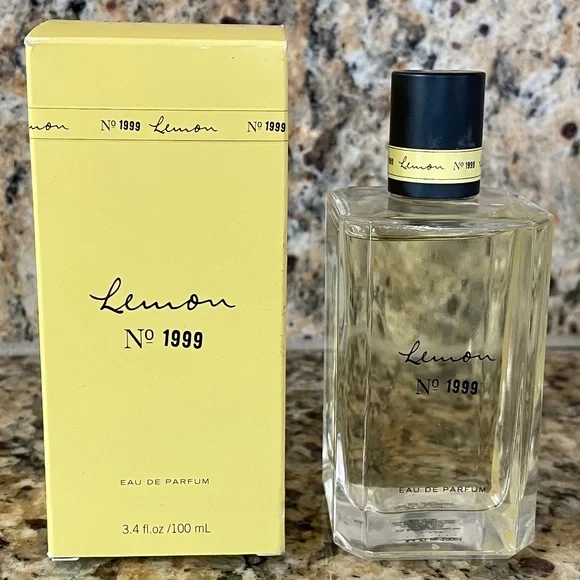 mon Nº 1999 Lemon Nº 1999
Lemon
Nº 1999
EAU DE PARFUM
3.4 fl.oz /100 mL
Lemon Nº 1999
Lemon
Nº 1999
EAU DE PARFUM